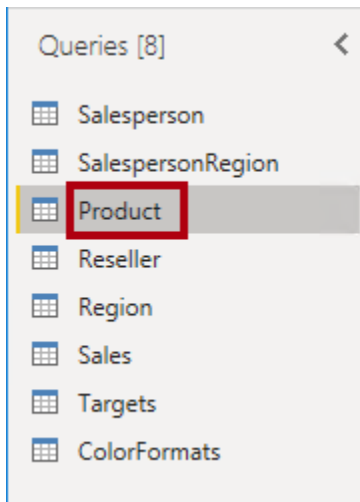 Queries [8]
Salesperson
SalespersonRegion
Product
Reseller
Region
Sales
Targets
ColorFormats